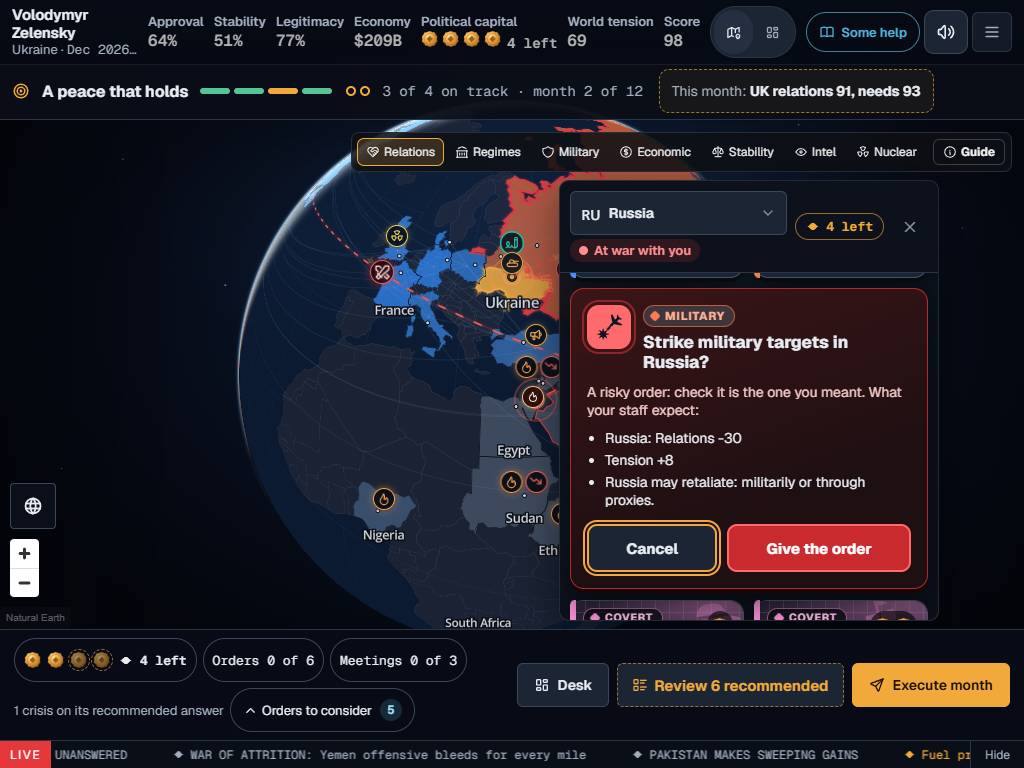 Volodymyr
Zelensky
Ukraine · Dec 2026...
Approval
64%
Stability
51%
Legitimacy
77%
Economy
$209B
Political capital
4 left
World tension
69
Score
98
Some help
A peace that holds
3 of 4 on track · month 2 of 12
This month: UK relations 91, needs 93
Relations
Regimes
Military
Economic
Stability
Intel
Nuclear
Guide
RU Russia
4 left
At war with you
MILITARY
Strike military targets in
Russia?
A risky order: check it is the one you meant. What
your staff expect:
• Russia: Relations -30
• Tension +8
• Russia may retaliate: militarily or through
proxies.
Cancel
Give the order
COVERT
COVERT
France
Ukraine
Egypt
Sudan
Nigeria
Eth
South Africa
+
−
Natural Earth
4 left
Orders 0 of 6
Meetings 0 of 3
1 crisis on its recommended answer
Orders to consider 5
Desk
Review 6 recommended
Execute month
LIVE
UNANSWERED
WAR OF ATTRITION: Yemen offensive bleeds for every mile
PAKISTAN MAKES SWEEPING GAINS
Fuel
Hide